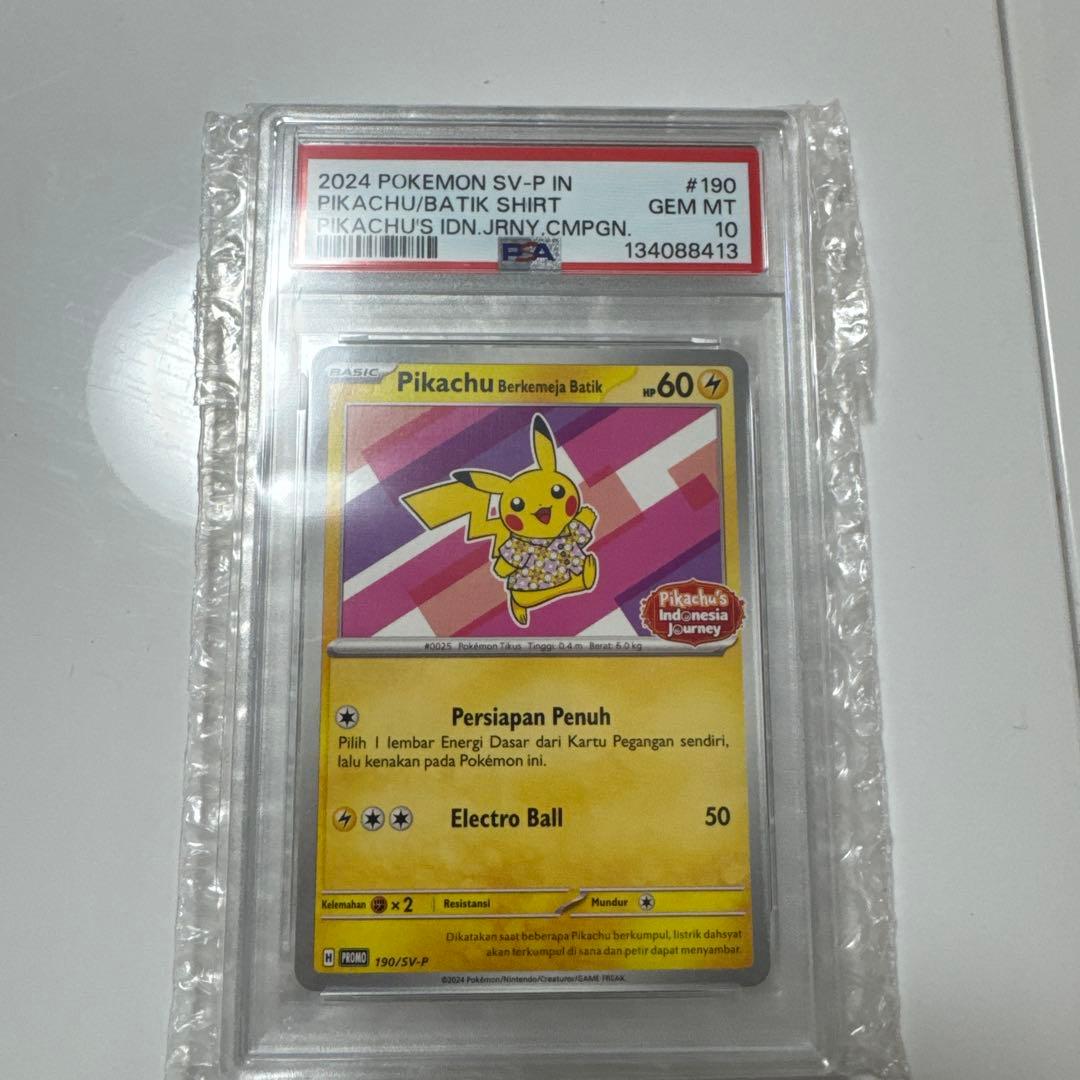 2024 POKEMON SV-P IN #190
PIKACHU/BATIK SHIRT GEM MT
PIKACHU'S IDN.JRNY.CMPGN. 10
PSA 134088413
BASIC Pikachu Berkemeja Batik HP 60
Pikachu's
Indonesia
Journey
#0025 Pokémon Tikus Tinggi: 0.4 m Berat: 6.0 kg
Persiapan Penuh
Pilih 1 lembar Energi Dasar dari Kartu Pegangan sendiri,
lalu kenakan pada Pokémon ini.
Electro Ball 50
Kelemahan ×2 Resistansi Mundur
Dikatakan saat beberapa Pikachu berkumpul, listrik dahsyat
akan terkumpul di sana dan petir dapat menyambar.
H PROMO 190/SV-P
©2024 Pokémon/Nintendo/Creatures/GAME FREAK.